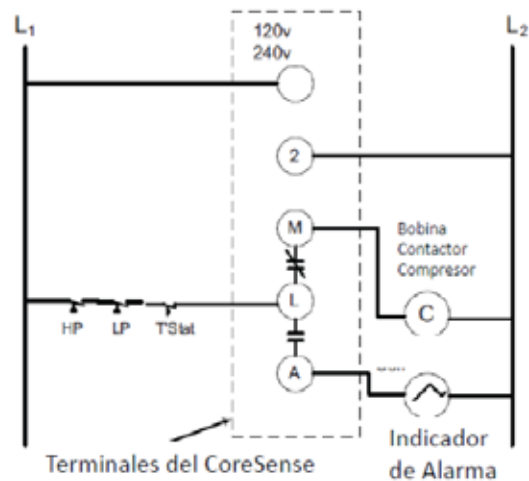 L1
L2
120v
240v
2
M
Bobina
Contactor
Compresor
L
C
HP
LP
T'Stat
A
Indicador
de Alarma
Terminales del CoreSense